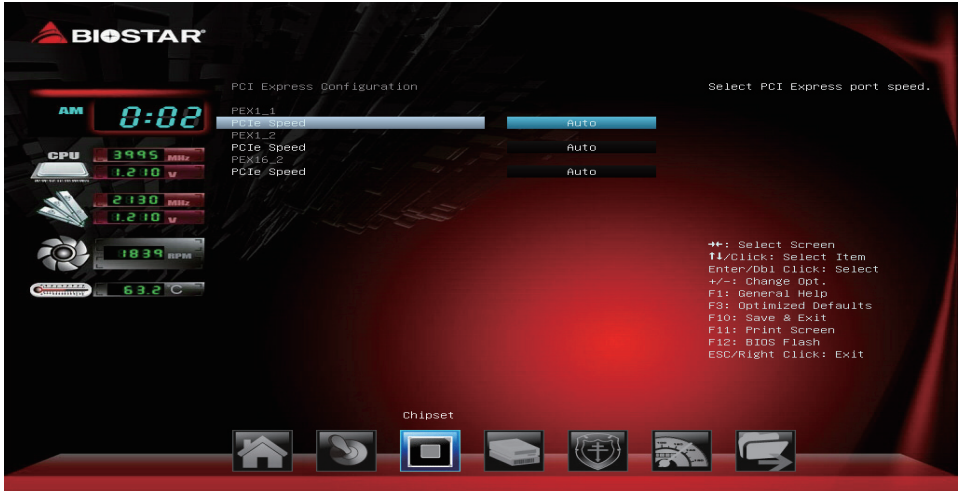 BIOSTAR
PCI Express Configuration
Select PCI Express port speed.
AM 0:02
PEX1_1
PCIe Speed Auto
PEX1_2
PCIe Speed Auto
PEX16_2
PCIe Speed Auto
CPU 3995 MHz
1.210 V
2130 MHz
1.210 V
1839 RPM
63.2 C
→←: Select Screen
↑↓/Click: Select Item
Enter/Dbl Click: Select
+/-: Change Opt.
F1: General Help
F3: Optimized Defaults
F10: Save & Exit
F11: Print Screen
F12: BIOS Flash
ESC/Right Click: Exit
Chipset